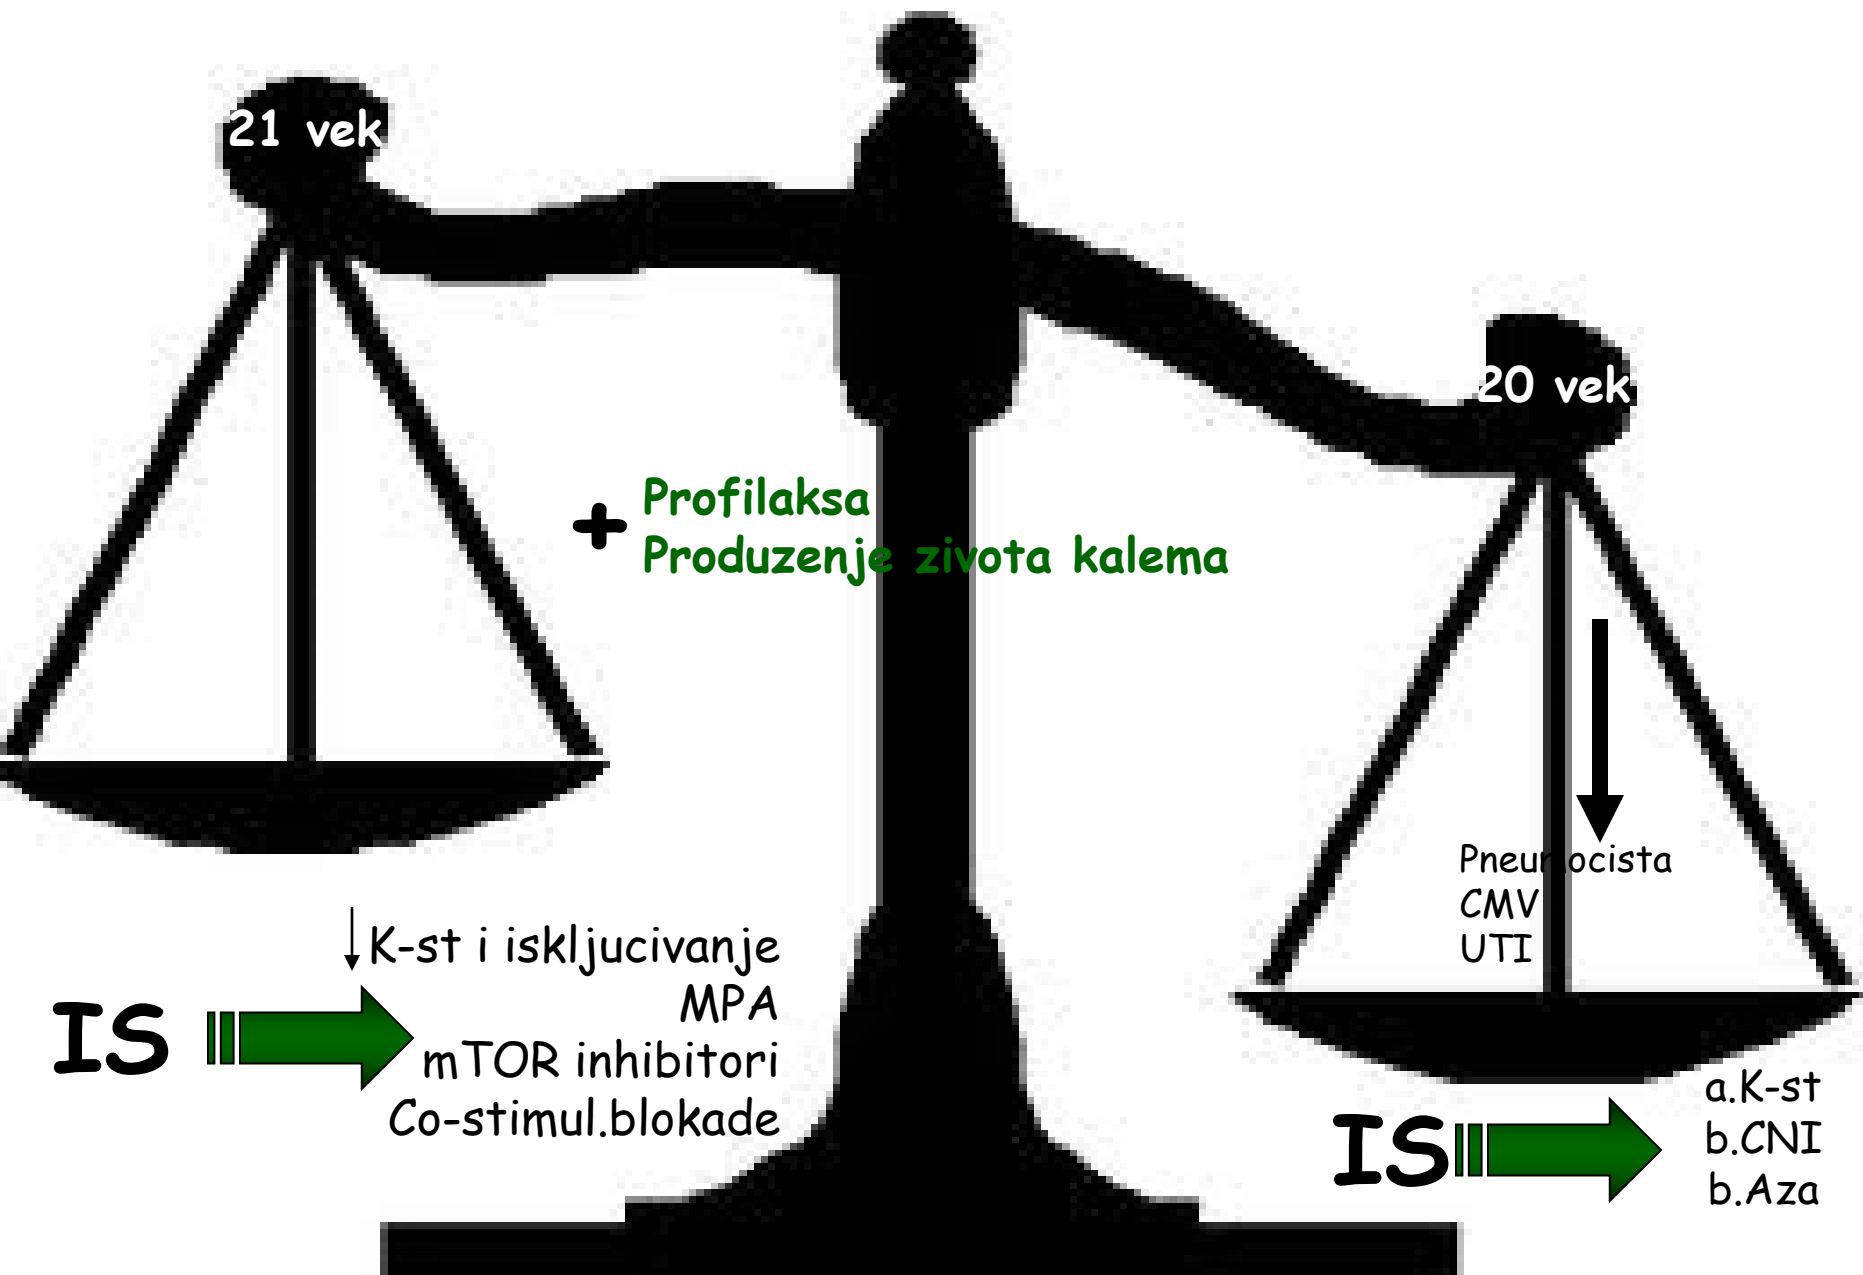 21 vek
20 vek
+ Profilaksa
Produzenje zivota kalema
Pneumocista
CMV
UTI
K-st i iskljucivanje
MPA
mTOR inhibitori
Co-stimul.blokade
IS
a.K-st
b.CNI
b.Aza
IS